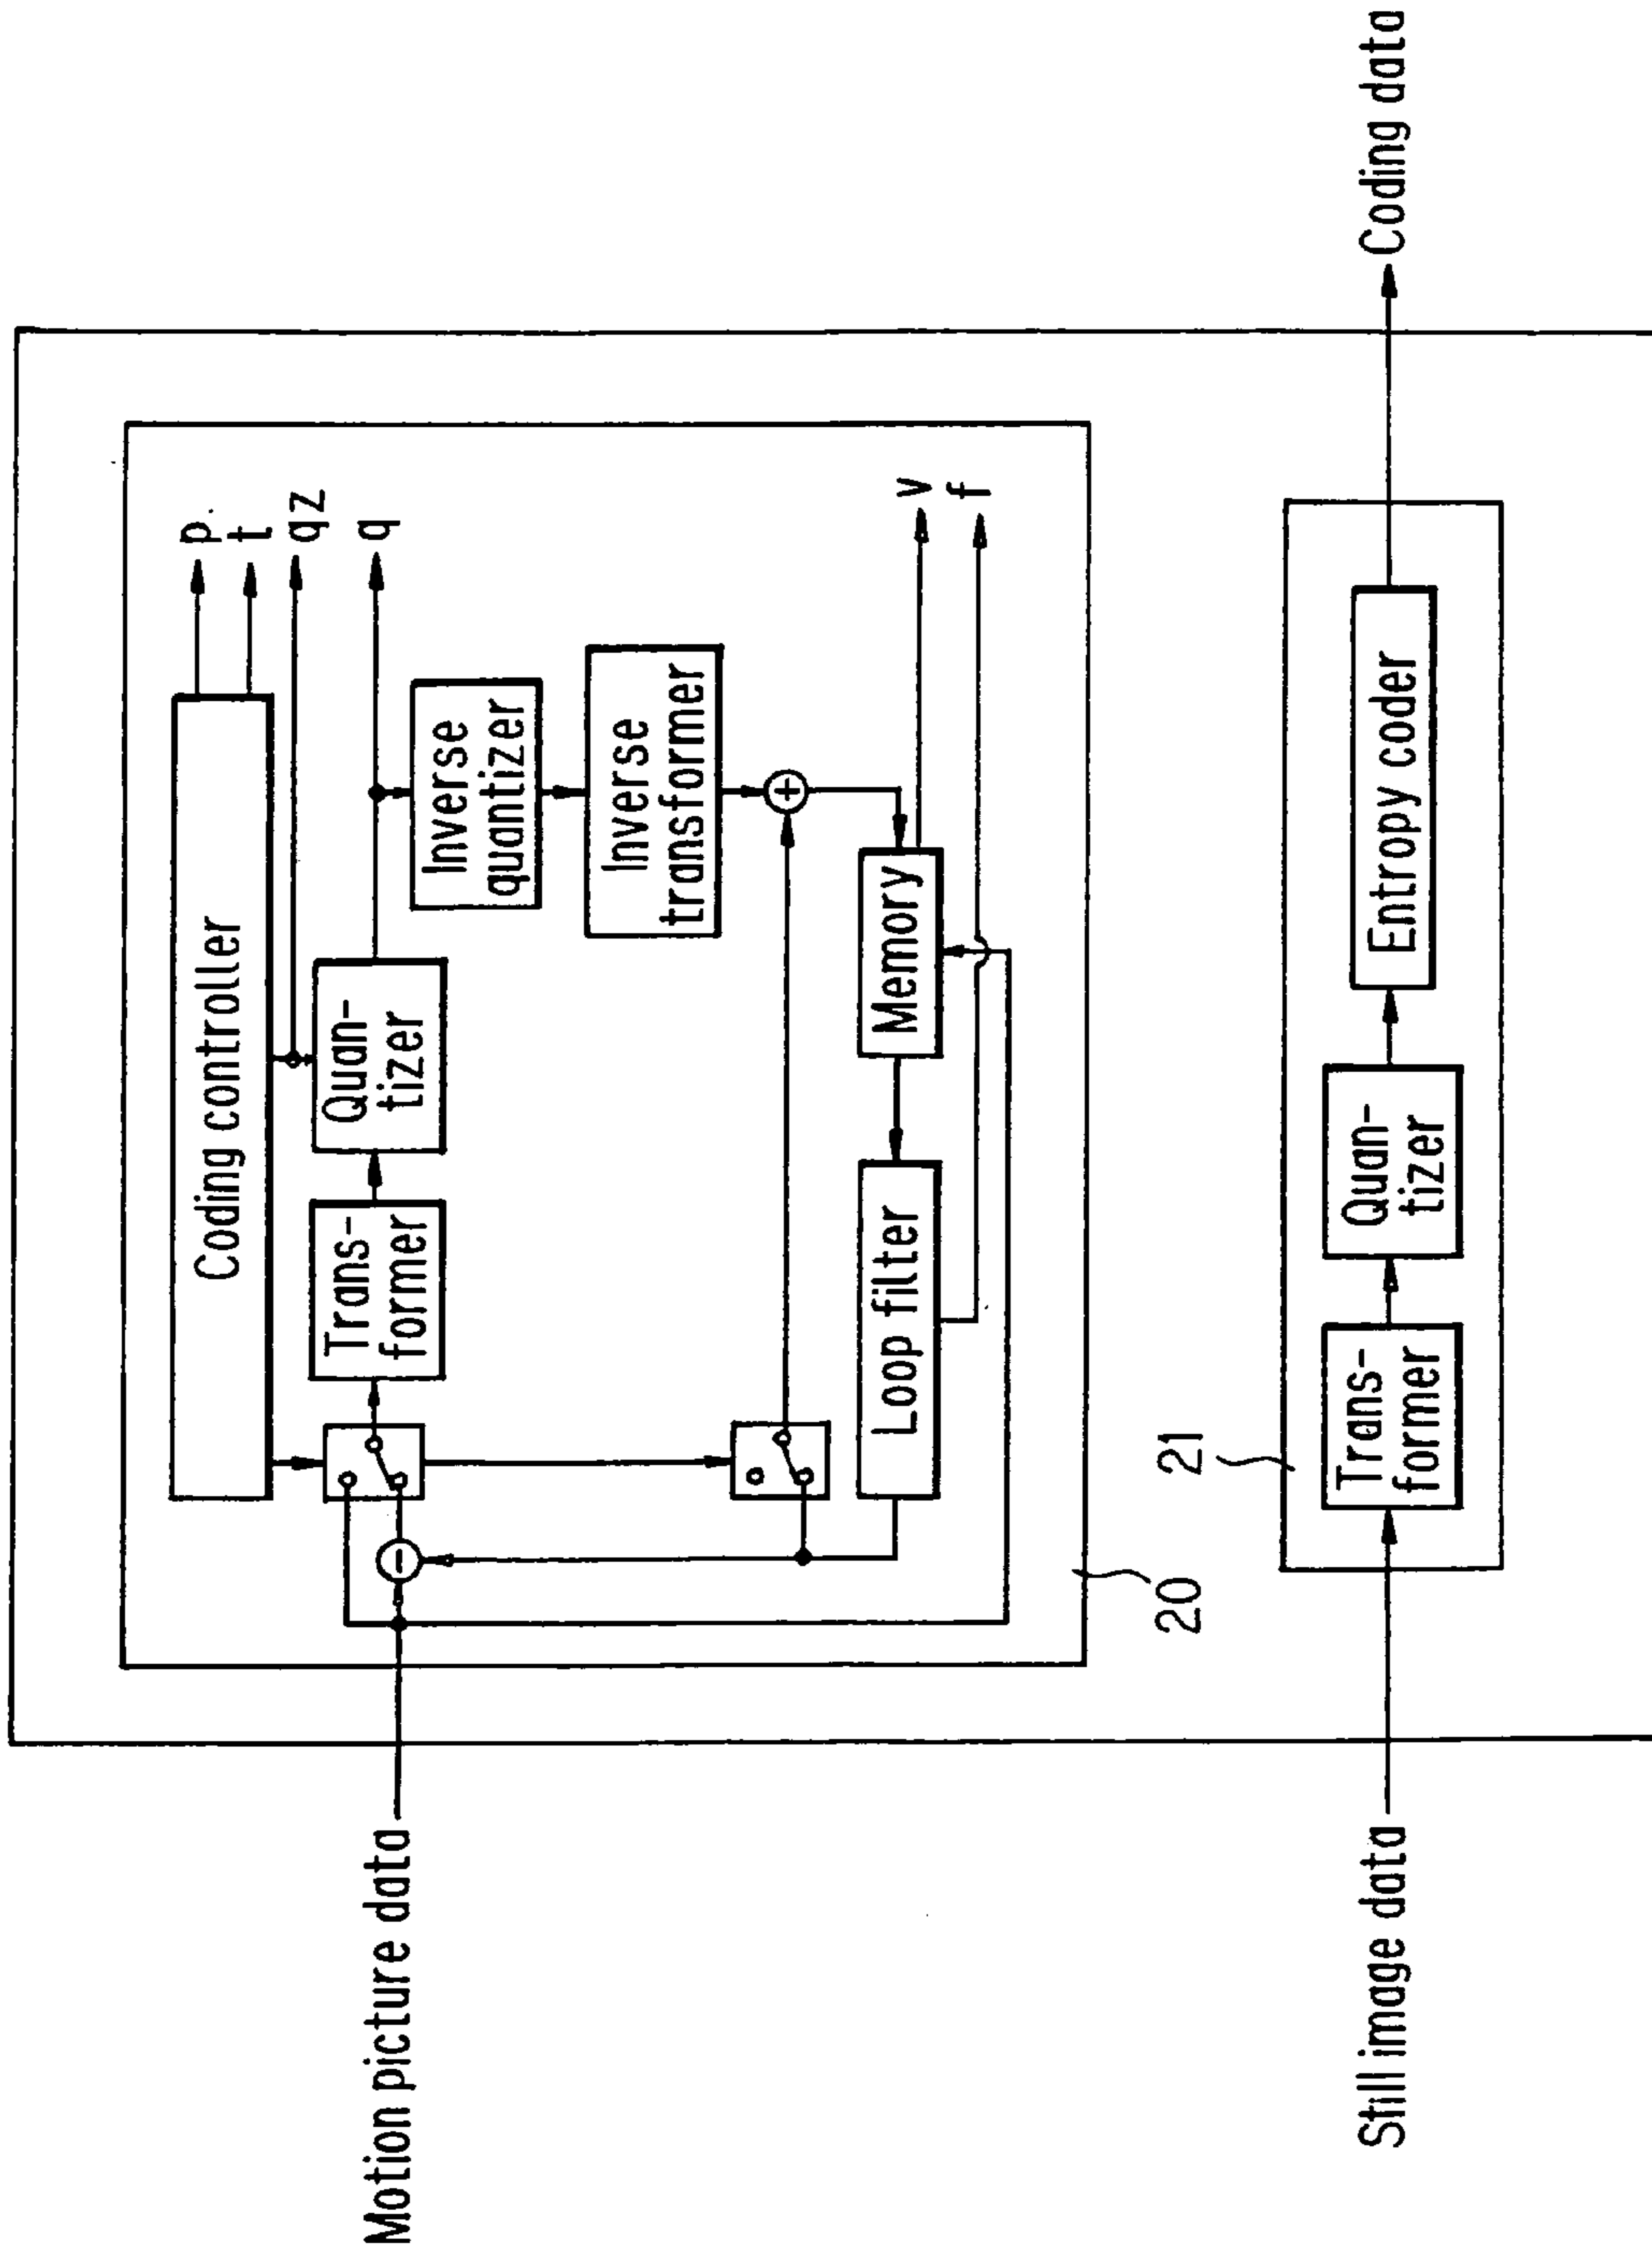 Coding controller
p
t
qz
q
Motion picture data
Trans-
former
Quan-
tizer
Inverse
quantizer
Inverse
transformer
-
+
Loop filter
Memory
v
f
20
21
Still image data
Trans-
former
Quan-
tizer
Entropy coder
Coding data